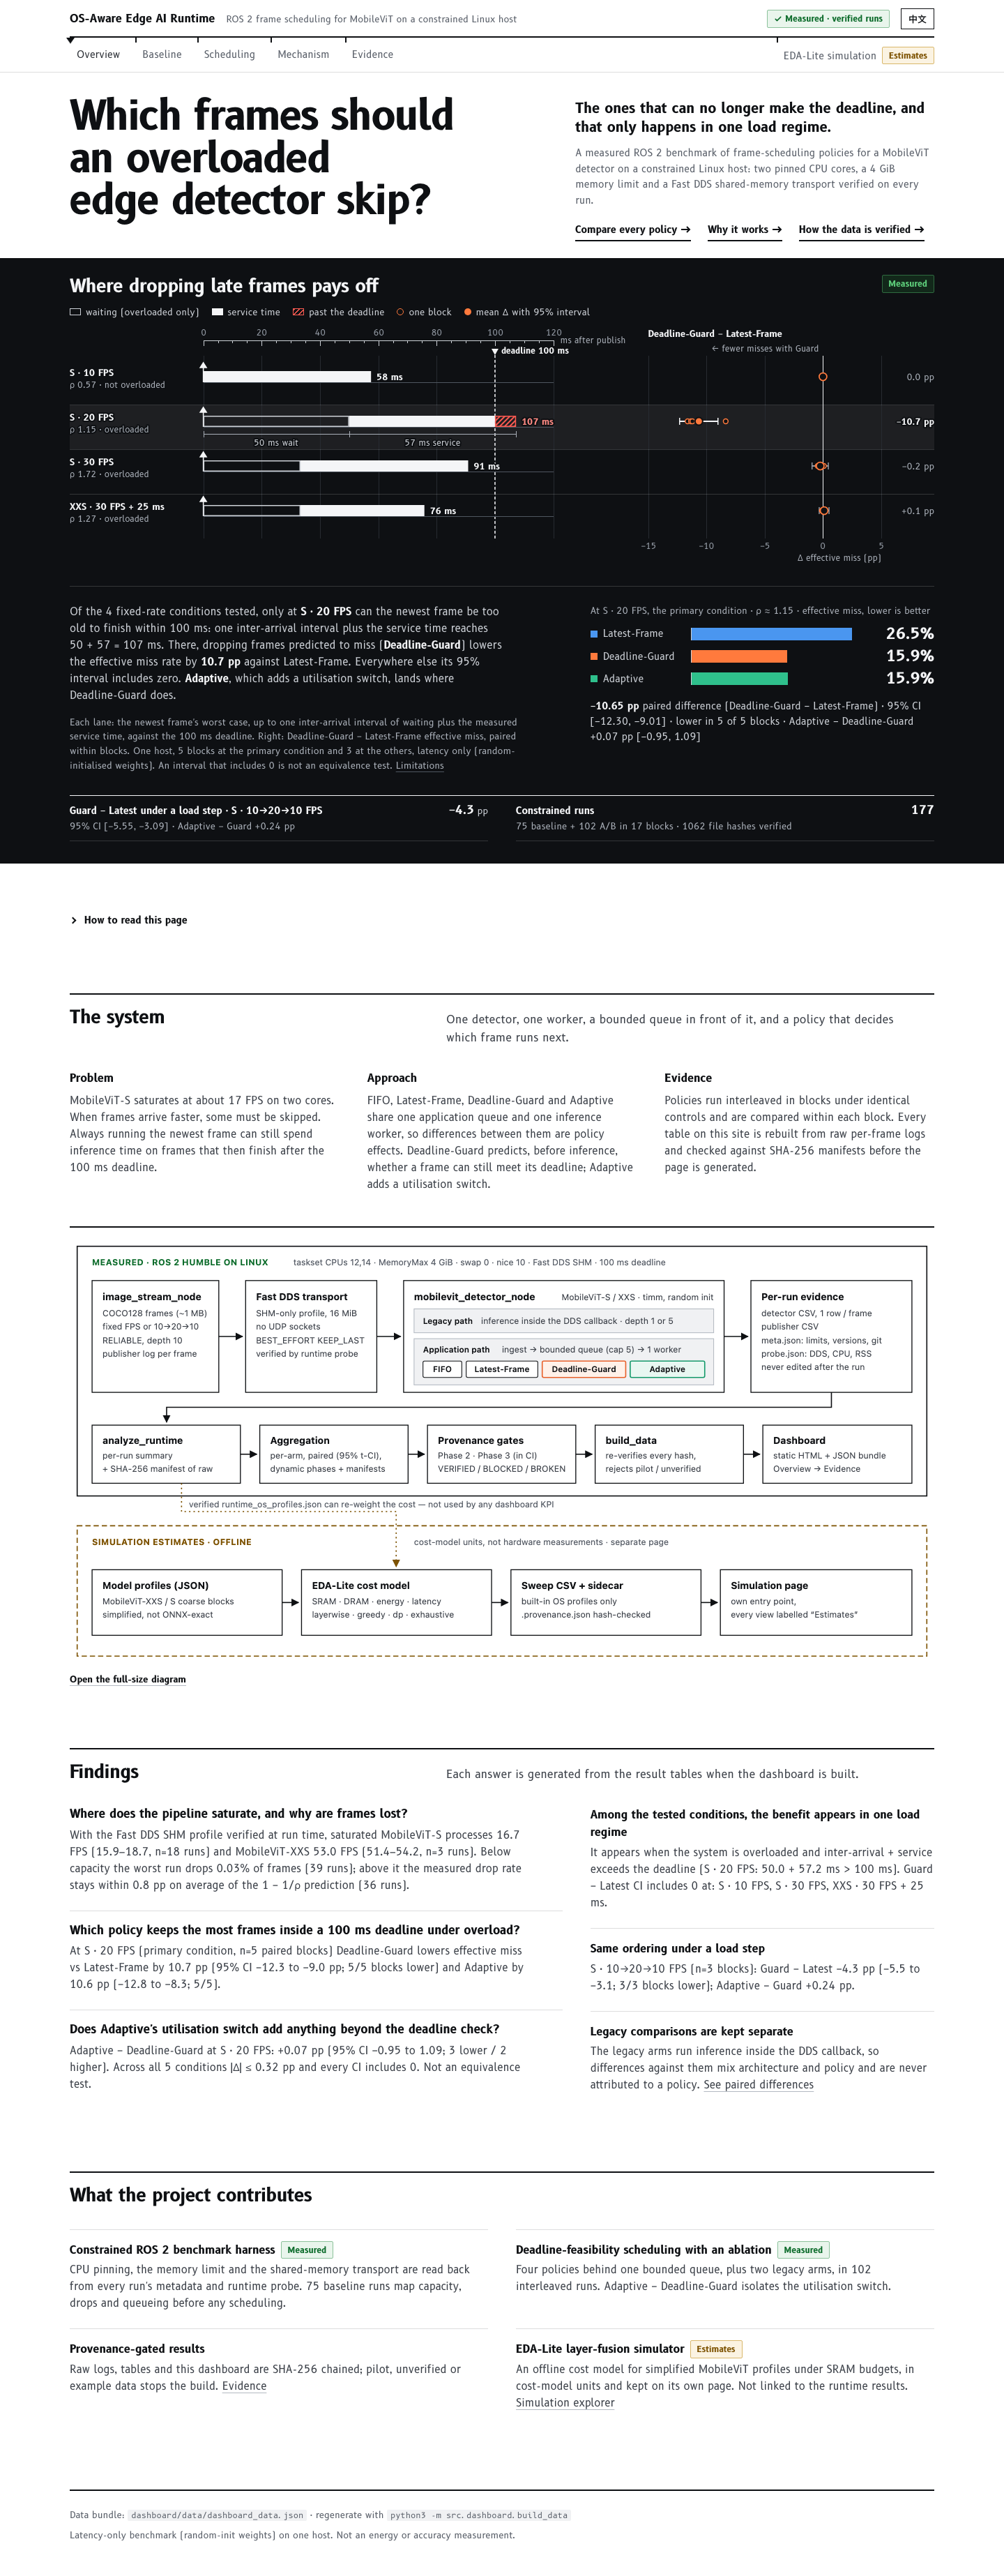 OS-Aware Edge AI Runtime
ROS 2 frame scheduling for MobileViT on a constrained Linux host
✓ Measured · verified runs
中文
Overview
Baseline
Scheduling
Mechanism
Evidence
EDA-Lite simulation
Estimates
Which frames should
an overloaded
edge detector skip?
The ones that can no longer make the deadline, and
that only happens in one load regime.
A measured ROS 2 benchmark of frame-scheduling policies for a MobileViT
detector on a constrained Linux host: two pinned CPU cores, a 4 GiB
memory limit and a Fast DDS shared-memory transport verified on every
run.
Compare every policy →
Why it works →
How the data is verified →
Where dropping late frames pays off
Measured
waiting (overloaded only)
service time
past the deadline
one block
mean Δ with 95% interval
0
20
40
60
80
100
120
ms after publish
deadline 100 ms
Deadline-Guard − Latest-Frame
← fewer misses with Guard
S · 10 FPS
ρ 0.57 · not overloaded
58 ms
0.0 pp
S · 20 FPS
ρ 1.15 · overloaded
107 ms
−10.7 pp
50 ms wait
57 ms service
S · 30 FPS
ρ 1.72 · overloaded
91 ms
−0.2 pp
XXS · 30 FPS + 25 ms
ρ 1.27 · overloaded
76 ms
+0.1 pp
−15
−10
−5
0
5
Δ effective miss (pp)
Of the 4 fixed-rate conditions tested, only at S · 20 FPS can the newest frame be too
old to finish within 100 ms: one inter-arrival interval plus the service time reaches
50 + 57 = 107 ms. There, dropping frames predicted to miss (Deadline-Guard) lowers
the effective miss rate by 10.7 pp against Latest-Frame. Everywhere else its 95%
interval includes zero. Adaptive, which adds a utilisation switch, lands where
Deadline-Guard does.
Each lane: the newest frame's worst case, up to one inter-arrival interval of waiting plus the measured
service time, against the 100 ms deadline. Right: Deadline-Guard − Latest-Frame effective miss, paired
within blocks. One host, 5 blocks at the primary condition and 3 at the others, latency only (random-
initialised weights). An interval that includes 0 is not an equivalence test. Limitations
At S · 20 FPS, the primary condition · ρ ≈ 1.15 · effective miss, lower is better
Latest-Frame
26.5%
Deadline-Guard
15.9%
Adaptive
15.9%
−10.65 pp paired difference (Deadline-Guard − Latest-Frame) · 95% CI
[−12.30, −9.01] · lower in 5 of 5 blocks · Adaptive − Deadline-Guard
+0.07 pp [−0.95, 1.09]
Guard − Latest under a load step · S · 10→20→10 FPS
−4.3 pp
95% CI [−5.55, −3.09] · Adaptive − Guard +0.24 pp
Constrained runs
177
75 baseline + 102 A/B in 17 blocks · 1062 file hashes verified
How to read this page
The system
One detector, one worker, a bounded queue in front of it, and a policy that decides
which frame runs next.
Problem
MobileViT-S saturates at about 17 FPS on two cores.
When frames arrive faster, some must be skipped.
Always running the newest frame can still spend
inference time on frames that then finish after the
100 ms deadline.
Approach
FIFO, Latest-Frame, Deadline-Guard and Adaptive
share one application queue and one inference
worker, so differences between them are policy
effects. Deadline-Guard predicts, before inference,
whether a frame can still meet its deadline; Adaptive
adds a utilisation switch.
Evidence
Policies run interleaved in blocks under identical
controls and are compared within each block. Every
table on this site is rebuilt from raw per-frame logs
and checked against SHA-256 manifests before the
page is generated.
MEASURED · ROS 2 HUMBLE ON LINUX
taskset CPUs 12,14 · MemoryMax 4 GiB · swap 0 · nice 10 · Fast DDS SHM · 100 ms deadline
image_stream_node
COCO128 frames (~1 MB)
fixed FPS or 10→20→10
RELIABLE, depth 10
publisher log per frame
Fast DDS transport
SHM-only profile, 16 MiB
no UDP sockets
BEST_EFFORT KEEP_LAST
verified by runtime probe
mobilevit_detector_node
MobileViT-S / XXS · timm, random init
Legacy path inference inside the DDS callback · depth 1 or 5
Application path ingest → bounded queue (cap 5) → 1 worker
FIFO
Latest-Frame
Deadline-Guard
Adaptive
Per-run evidence
detector CSV, 1 row / frame
publisher CSV
meta.json: limits, versions, git
probe.json: DDS, CPU, RSS
never edited after the run
analyze_runtime
per-run summary
+ SHA-256 manifest of raw
Aggregation
per-arm, paired (95% t-CI),
dynamic phases + manifests
Provenance gates
Phase 2 · Phase 3 (in CI)
VERIFIED / BLOCKED / BROKEN
build_data
re-verifies every hash,
rejects pilot / unverified
Dashboard
static HTML + JSON bundle
Overview → Evidence
verified runtime_os_profiles.json can re-weight the cost — not used by any dashboard KPI
SIMULATION ESTIMATES · OFFLINE
cost-model units, not hardware measurements · separate page
Model profiles (JSON)
MobileViT-XXS / S coarse blocks
simplified, not ONNX-exact
EDA-Lite cost model
SRAM · DRAM · energy · latency
layerwise · greedy · dp · exhaustive
Sweep CSV + sidecar
built-in OS profiles only
.provenance.json hash-checked
Simulation page
own entry point,
every view labelled "Estimates"
Open the full-size diagram
Findings
Each answer is generated from the result tables when the dashboard is built.
Where does the pipeline saturate, and why are frames lost?
With the Fast DDS SHM profile verified at run time, saturated MobileViT-S processes 16.7
FPS (15.9–18.7, n=18 runs) and MobileViT-XXS 53.0 FPS (51.4–54.2, n=3 runs). Below
capacity the worst run drops 0.03% of frames (39 runs); above it the measured drop rate
stays within 0.8 pp on average of the 1 − 1/ρ prediction (36 runs).
Which policy keeps the most frames inside a 100 ms deadline under overload?
At S · 20 FPS (primary condition, n=5 paired blocks) Deadline-Guard lowers effective miss
vs Latest-Frame by 10.7 pp (95% CI −12.3 to −9.0 pp; 5/5 blocks lower) and Adaptive by
10.6 pp (−12.8 to −8.3; 5/5).
Does Adaptive's utilisation switch add anything beyond the deadline check?
Adaptive − Deadline-Guard at S · 20 FPS: +0.07 pp (95% CI −0.95 to 1.09; 3 lower / 2
higher). Across all 5 conditions |Δ| ≤ 0.32 pp and every CI includes 0. Not an equivalence
test.
Among the tested conditions, the benefit appears in one load
regime
It appears when the system is overloaded and inter-arrival + service
exceeds the deadline (S · 20 FPS: 50.0 + 57.2 ms > 100 ms). Guard
− Latest CI includes 0 at: S · 10 FPS, S · 30 FPS, XXS · 30 FPS + 25
ms.
Same ordering under a load step
S · 10→20→10 FPS (n=3 blocks): Guard − Latest −4.3 pp (−5.5 to
−3.1; 3/3 blocks lower); Adaptive − Guard +0.24 pp.
Legacy comparisons are kept separate
The legacy arms run inference inside the DDS callback, so
differences against them mix architecture and policy and are never
attributed to a policy. See paired differences
What the project contributes
Constrained ROS 2 benchmark harness
Measured
CPU pinning, the memory limit and the shared-memory transport are read back
from every run's metadata and runtime probe. 75 baseline runs map capacity,
drops and queueing before any scheduling.
Deadline-feasibility scheduling with an ablation
Measured
Four policies behind one bounded queue, plus two legacy arms, in 102
interleaved runs. Adaptive − Deadline-Guard isolates the utilisation switch.
Provenance-gated results
Raw logs, tables and this dashboard are SHA-256 chained; pilot, unverified or
example data stops the build. Evidence
EDA-Lite layer-fusion simulator
Estimates
An offline cost model for simplified MobileViT profiles under SRAM budgets, in
cost-model units and kept on its own page. Not linked to the runtime results.
Simulation explorer
Data bundle: dashboard/data/dashboard_data.json · regenerate with python3 -m src.dashboard.build_data
Latency-only benchmark (random-init weights) on one host. Not an energy or accuracy measurement.